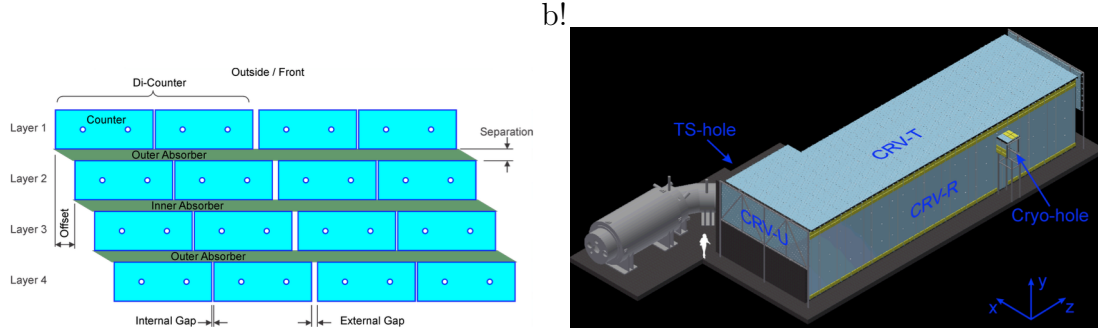 b!
Outside / Front
Di-Counter
Layer 1
Counter
Separation
Outer Absorber
Layer 2
Inner Absorber
Offset
Layer 3
Outer Absorber
Layer 4
Internal Gap
External Gap
TS-hole
CRV-T
CRV-R
CRV-U
Cryo-hole
y
x
z